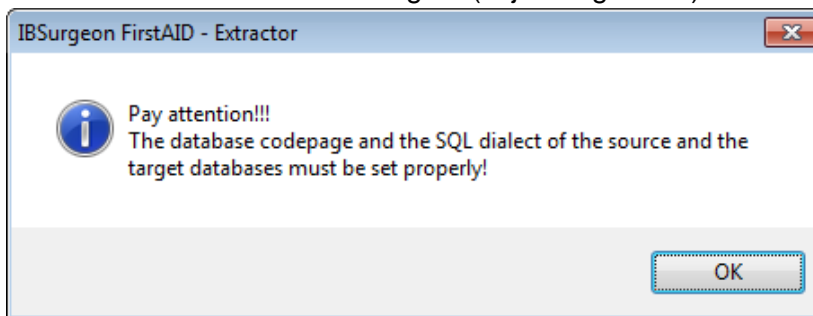 IBSurgeon FirstAID - Extractor
Pay attention!!!
The database codepage and the SQL dialect of the source and the
target databases must be set properly!
OK